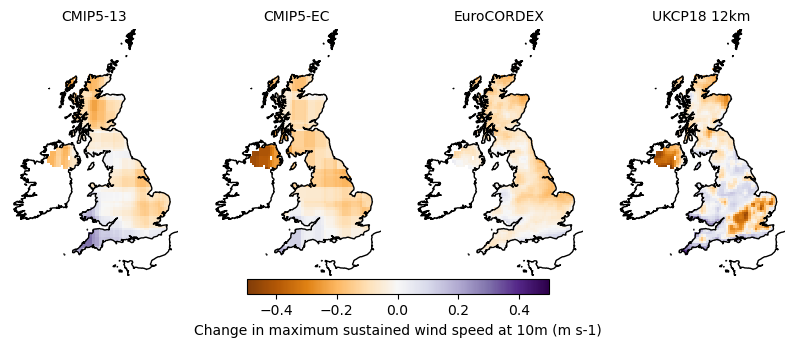 CMIP5-13 CMIP5-EC EuroCORDEX UKCP18 12km
−0.4 −0.2 0.0 0.2 0.4
Change in maximum sustained wind speed at 10m (m s-1)